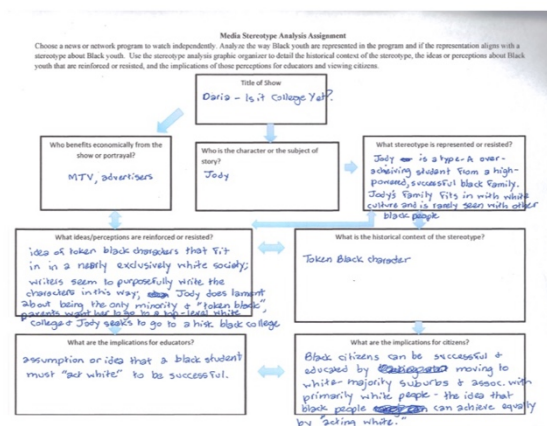 Media Stereotype Analysis Assignment
Choose a news or network program to watch independently. Analyze the way Black youth are represented in the program and if the representation aligns with a
stereotype about Black youth. Use the stereotype analysis graphic organizer to detail the historical context of the stereotype, the ideas or perceptions about Black
youth that are reinforced or resisted, and the implications of those perceptions for educators and viewing citizens.
Title of Show
Daria - Is it College Yet?
Who benefits economically from the
show or portrayal?
MTV, advertisers
Who is the character or the subject of
story?
Jody
What stereotype is represented or resisted?
Jody is a type-A over-
acheiving student from a high-
powered, successful black family.
Jody's family fits in with white
culture and is rarely seen with other
black people
What ideas/perceptions are reinforced or resisted?
idea of token black characters that fit
in in a nearly exclusively white society;
writers seem to purposefully write the
characters in this way; Jody does lament
about being the only minority & "token black",
parents want her to go to a top-level white
college & Jody seeks to go to a hist. black college
What is the historical context of the stereotype?
Token Black character
What are the implications for educators?
assumption or idea that a black student
must "act white" to be successful.
What are the implications for citizens?
Black citizens can be successful &
educated by moving to
white-majority suburbs & assoc. with
primarily white people - the idea that
black people can achieve equally
by "acting white."